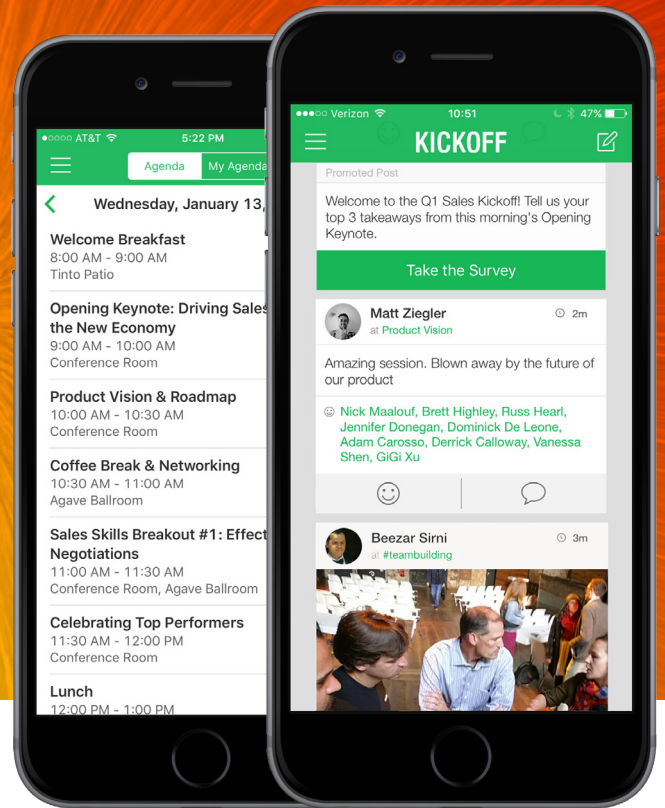 AT&T 5:22 PM
Agenda My Agenda
Wednesday, January 13,
Welcome Breakfast
8:00 AM - 9:00 AM
Tinto Patio
Opening Keynote: Driving Sales
the New Economy
9:00 AM - 10:00 AM
Conference Room
Product Vision & Roadmap
10:00 AM - 10:30 AM
Conference Room
Coffee Break & Networking
10:30 AM - 11:00 AM
Agave Ballroom
Sales Skills Breakout #1: Effect
Negotiations
11:00 AM - 11:30 AM
Conference Room, Agave Ballroom
Celebrating Top Performers
11:30 AM - 12:00 PM
Conference Room
Lunch
12:00 PM - 1:00 PM
Verizon 10:51 47%
KICKOFF
Promoted Post
Welcome to the Q1 Sales Kickoff! Tell us your
top 3 takeaways from this morning's Opening
Keynote.
Take the Survey
Matt Ziegler 2m
at Product Vision
Amazing session. Blown away by the future of
our product
Nick Maalouf, Brett Highley, Russ Hearl,
Jennifer Donegan, Dominick De Leone,
Adam Carosso, Derrick Calloway, Vanessa
Shen, GiGi Xu
Beezar Sirni 3m
at #teambuilding